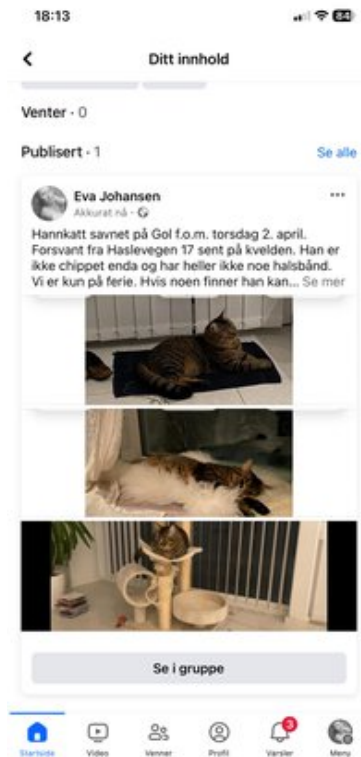 18:13
84
Ditt innhold
Venter · 0
Publisert · 1
Se alle
Eva Johansen
Akkurat nå ·
Hannkatt savnet på Gol f.o.m. torsdag 2. april.
Forsvant fra Haslevegen 17 sent på kvelden. Han er
ikke chippet enda og har heller ikke noe halsbånd.
Vi er kun på ferie. Hvis noen finner han kan... Se mer
Se i gruppe
3
Startside Video Venner Profil Varsler Meny